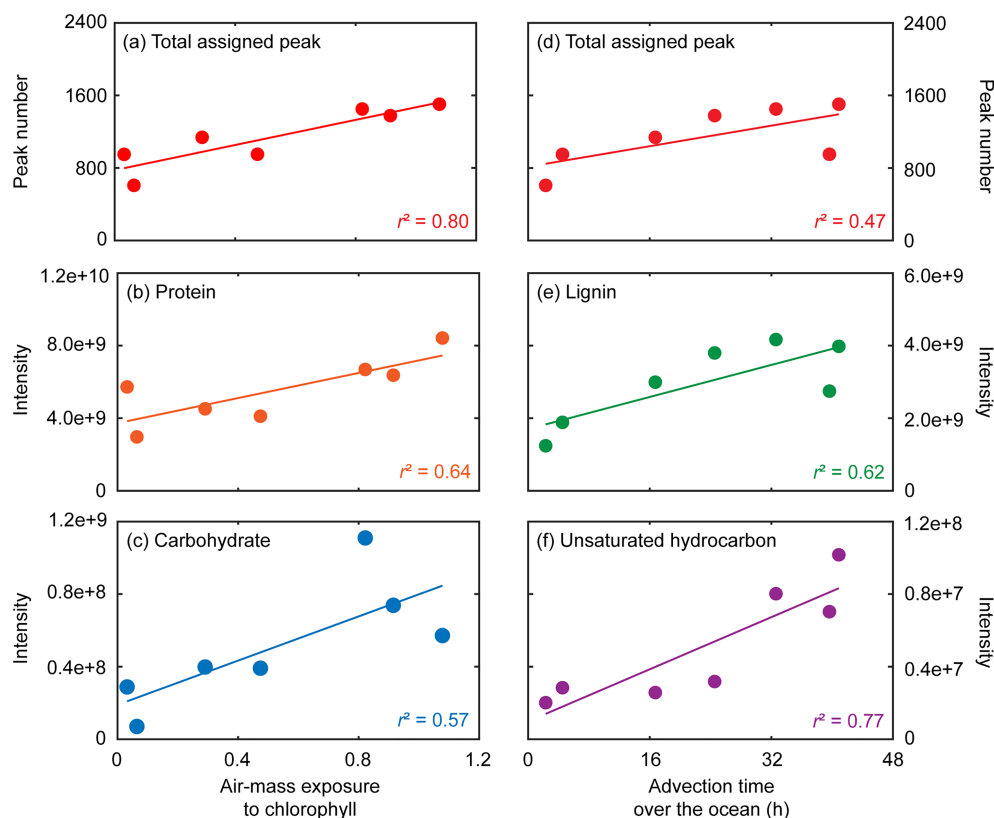 2400
1600
800
0
Peak number
(a) Total assigned peak
r² = 0.80
(d) Total assigned peak
r² = 0.47
2400
1600
800
0
Peak number
1.2e+10
8.0e+9
4.0e+9
0
Intensity
(b) Protein
r² = 0.64
(e) Lignin
r² = 0.62
6.0e+9
4.0e+9
2.0e+9
0
Intensity
1.2e+9
0.8e+8
0.4e+8
0
Intensity
(c) Carbohydrate
r² = 0.57
(f) Unsaturated hydrocarbon
r² = 0.77
1.2e+8
0.8e+7
0.4e+7
0
Intensity
0 0.4 0.8 1.2
Air-mass exposure
to chlorophyll
0 16 32 48
Advection time
over the ocean (h)